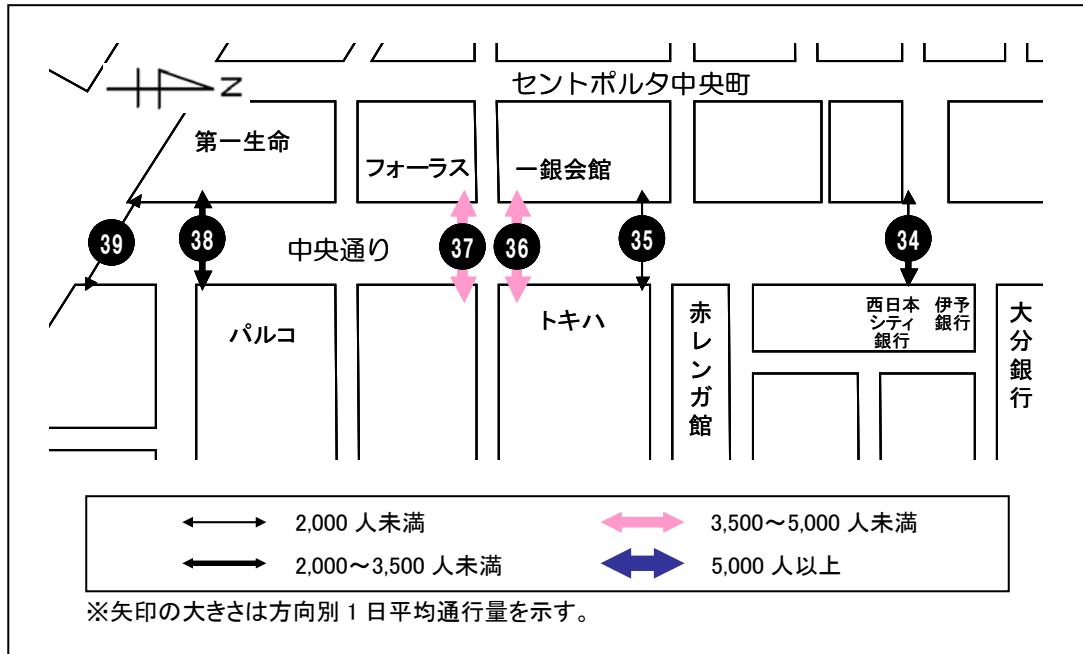 セントポルタ中央町
N
第一生命
フォーラス
一銀会館
39
38
中央通り
37
36
35
34
パルコ
トキハ
赤レンガ館
西日本
シティ
銀行
伊予
銀行
大分銀行
2,000 人未満
3,500～5,000 人未満
2,000～3,500 人未満
5,000 人以上
※矢印の大きさは方向別 1 日平均通行量を示す。